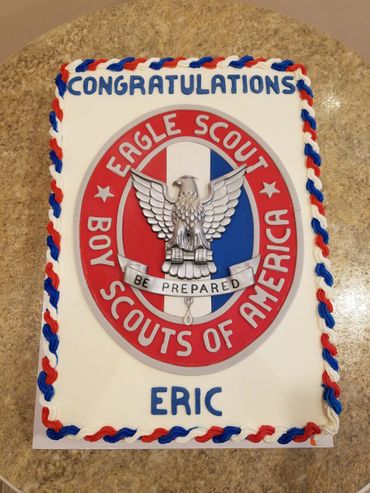 CONGRATULATIONS
EAGLE SCOUT
BE PREPARED
BOY SCOUTS OF AMERICA
ERIC